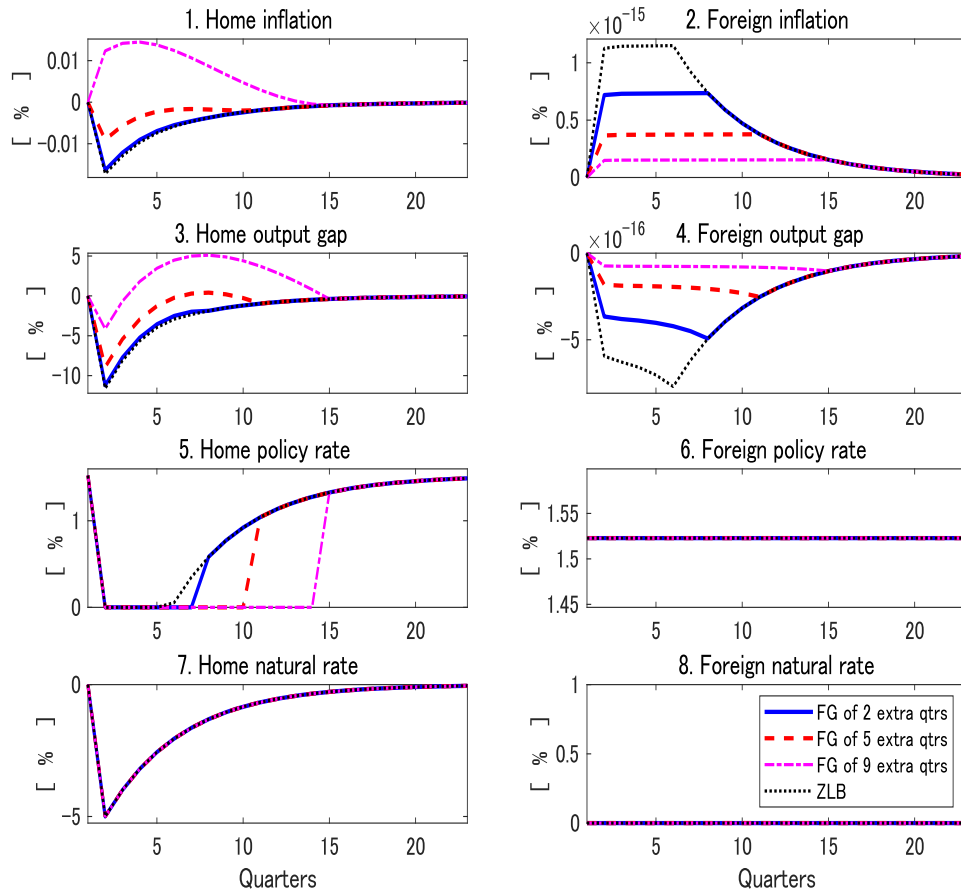 1. Home inflation
2. Foreign inflation
×10⁻¹⁵
[ % ]
0.01
0
-0.01
5 10 15 20
[ % ]
1
0.5
0
5 10 15 20
3. Home output gap
4. Foreign output gap
×10⁻¹⁶
[ % ]
5
0
-5
-10
5 10 15 20
[ % ]
0
-5
5 10 15 20
5. Home policy rate
6. Foreign policy rate
[ % ]
1
0
5 10 15 20
[ % ]
1.55
1.5
1.45
5 10 15 20
7. Home natural rate
8. Foreign natural rate
[ % ]
0
-5
5 10 15 20
Quarters
[ % ]
1
0.5
0
5 10 15 20
Quarters
FG of 2 extra qtrs
FG of 5 extra qtrs
FG of 9 extra qtrs
ZLB